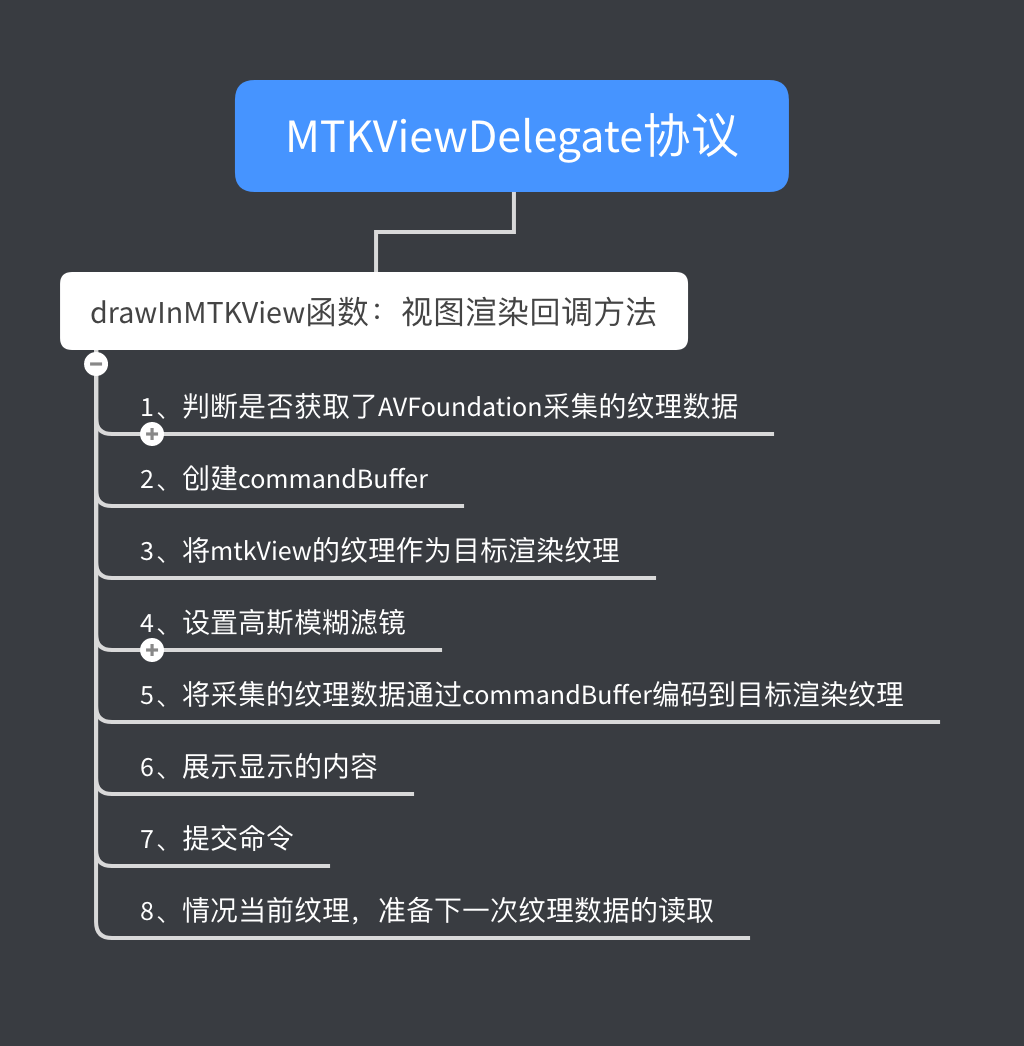 MTKViewDelegate协议
drawInMTKView函数：视图渲染回调方法
1、判断是否获取了AVFoundation采集的纹理数据
2、创建commandBuffer
3、将mtkView的纹理作为目标渲染纹理
4、设置高斯模糊滤镜
5、将采集的纹理数据通过commandBuffer编码到目标渲染纹理
6、展示显示的内容
7、提交命令
8、情况当前纹理，准备下一次纹理数据的读取